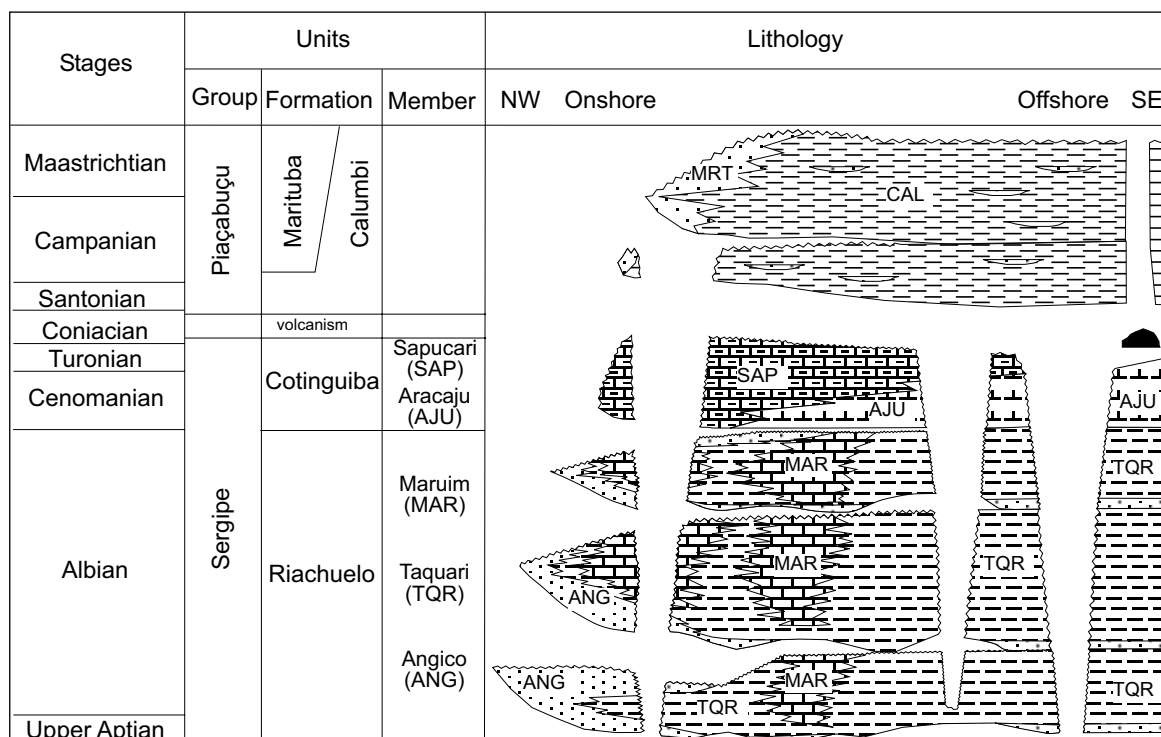 Stages
Units
Lithology
Group
Formation
Member
NW
Onshore
Offshore
SE
Maastrichtian
Campanian
Santonian
Coniacian
Turonian
Cenomanian
Albian
Upper Aptian
Piaçabuçu
Sergipe
Marituba
Calumbi
volcanism
Cotinguiba
Riachuelo
Sapucari
(SAP)
Aracaju
(AJU)
Maruim
(MAR)
Taquari
(TQR)
Angico
(ANG)
MRT
CAL
SAP
AJU
AJU
MAR
TQR
MAR
TQR
ANG
ANG
MAR
TQR
TQR